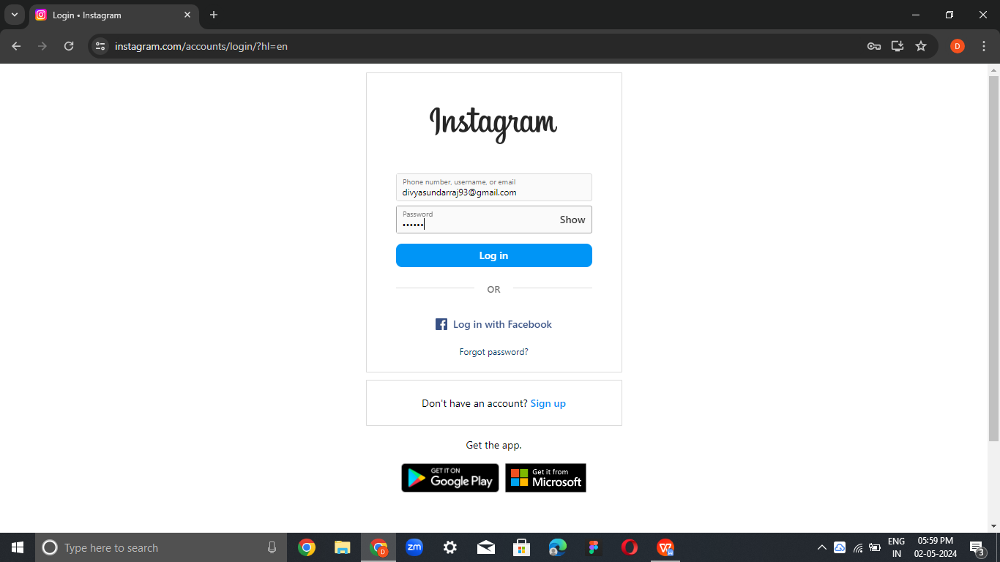 Login • Instagram
instagram.com/accounts/login/?hl=en
D
Instagram
Phone number, username, or email
divyasundarraj93@gmail.com
Password
••••••
Show
Log in
OR
Log in with Facebook
Forgot password?
Don't have an account? Sign up
Get the app.
GET IT ON
Google Play
Get it from
Microsoft
Type here to search
D
zm
W
ENG
IN
05:59 PM
02-05-2024
3